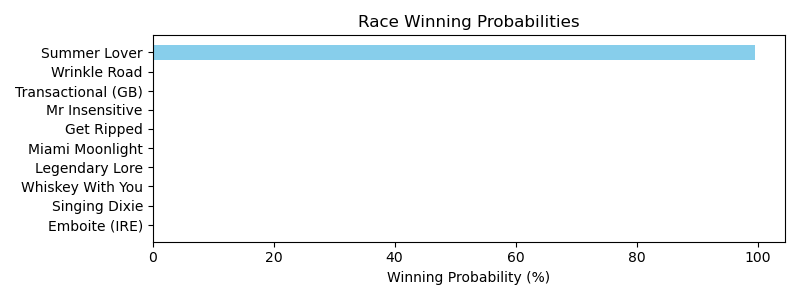 Race Winning Probabilities
Summer Lover
Wrinkle Road
Transactional (GB)
Mr Insensitive
Get Ripped
Miami Moonlight
Legendary Lore
Whiskey With You
Singing Dixie
Emboite (IRE)
0 20 40 60 80 100
Winning Probability (%)